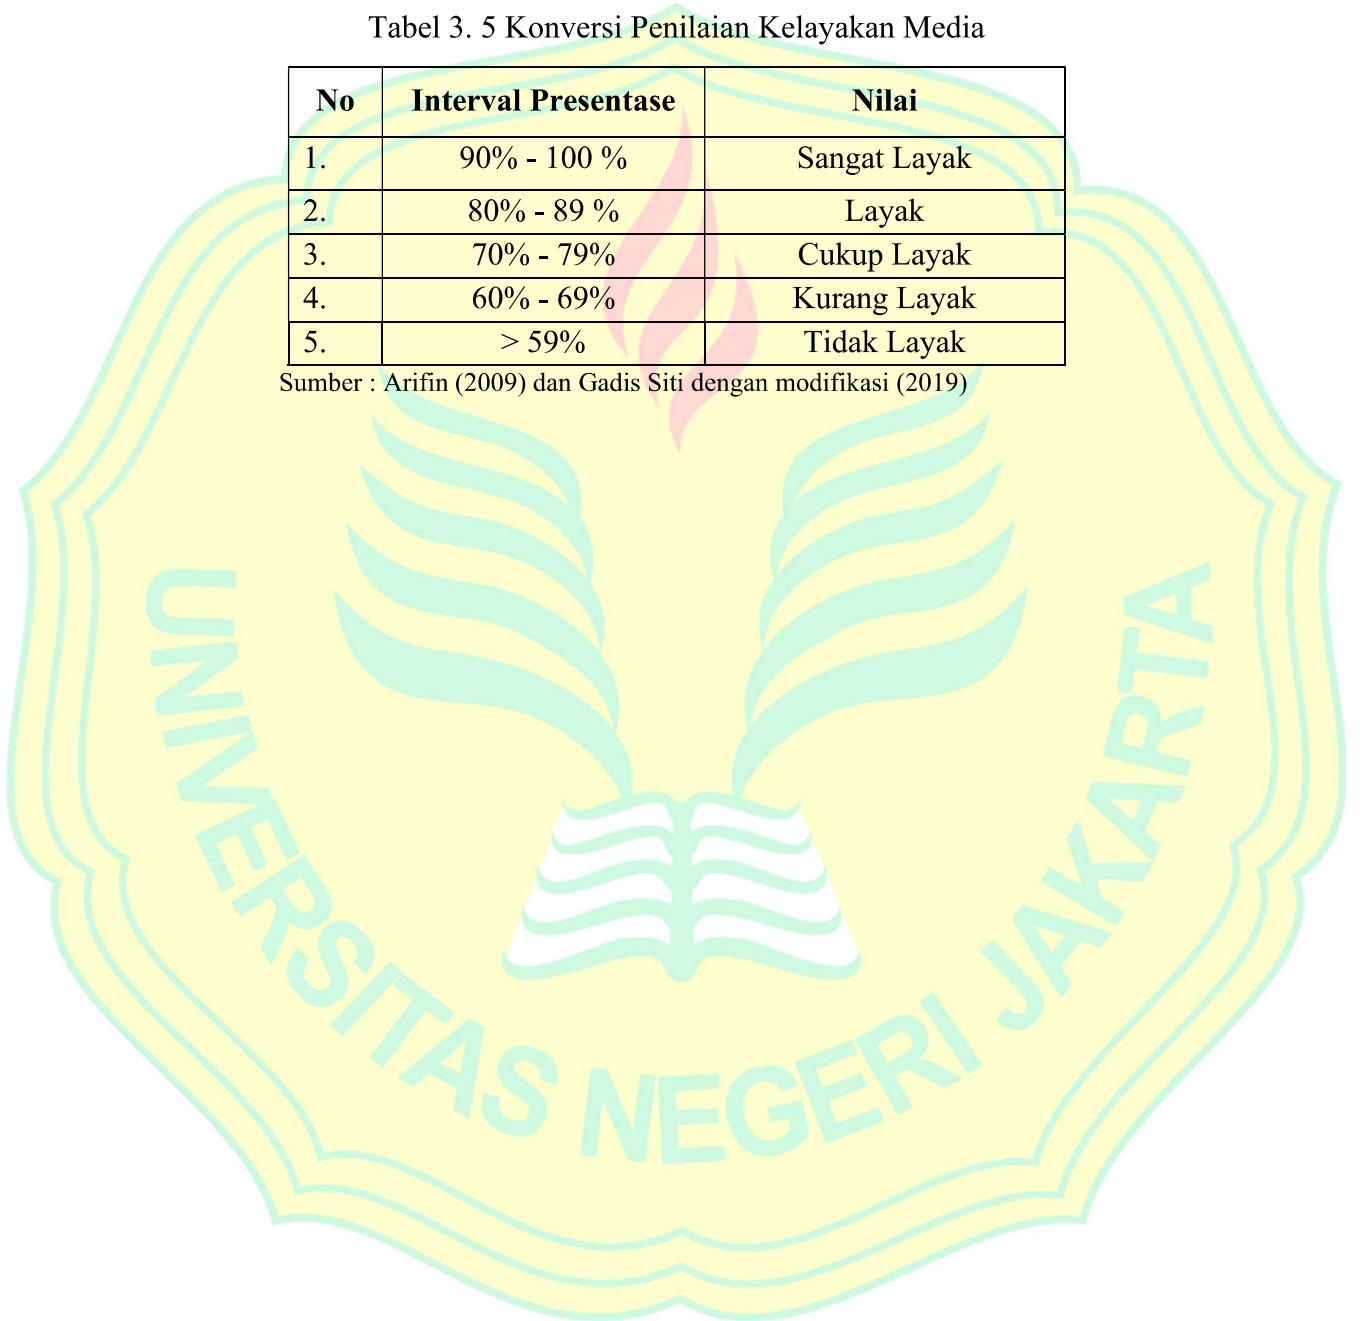 Tabel 3. 5 Konversi Penilaian Kelayakan Media
No Interval Presentase Nilai
1. 90% - 100 % Sangat Layak
2. 80% - 89 % Layak
3. 70% - 79% Cukup Layak
4. 60% - 69% Kurang Layak
5. > 59% Tidak Layak
Sumber : Arifin (2009) dan Gadis Siti dengan modifikasi (2019)
UNIVERSITAS NEGERI JAKARTA